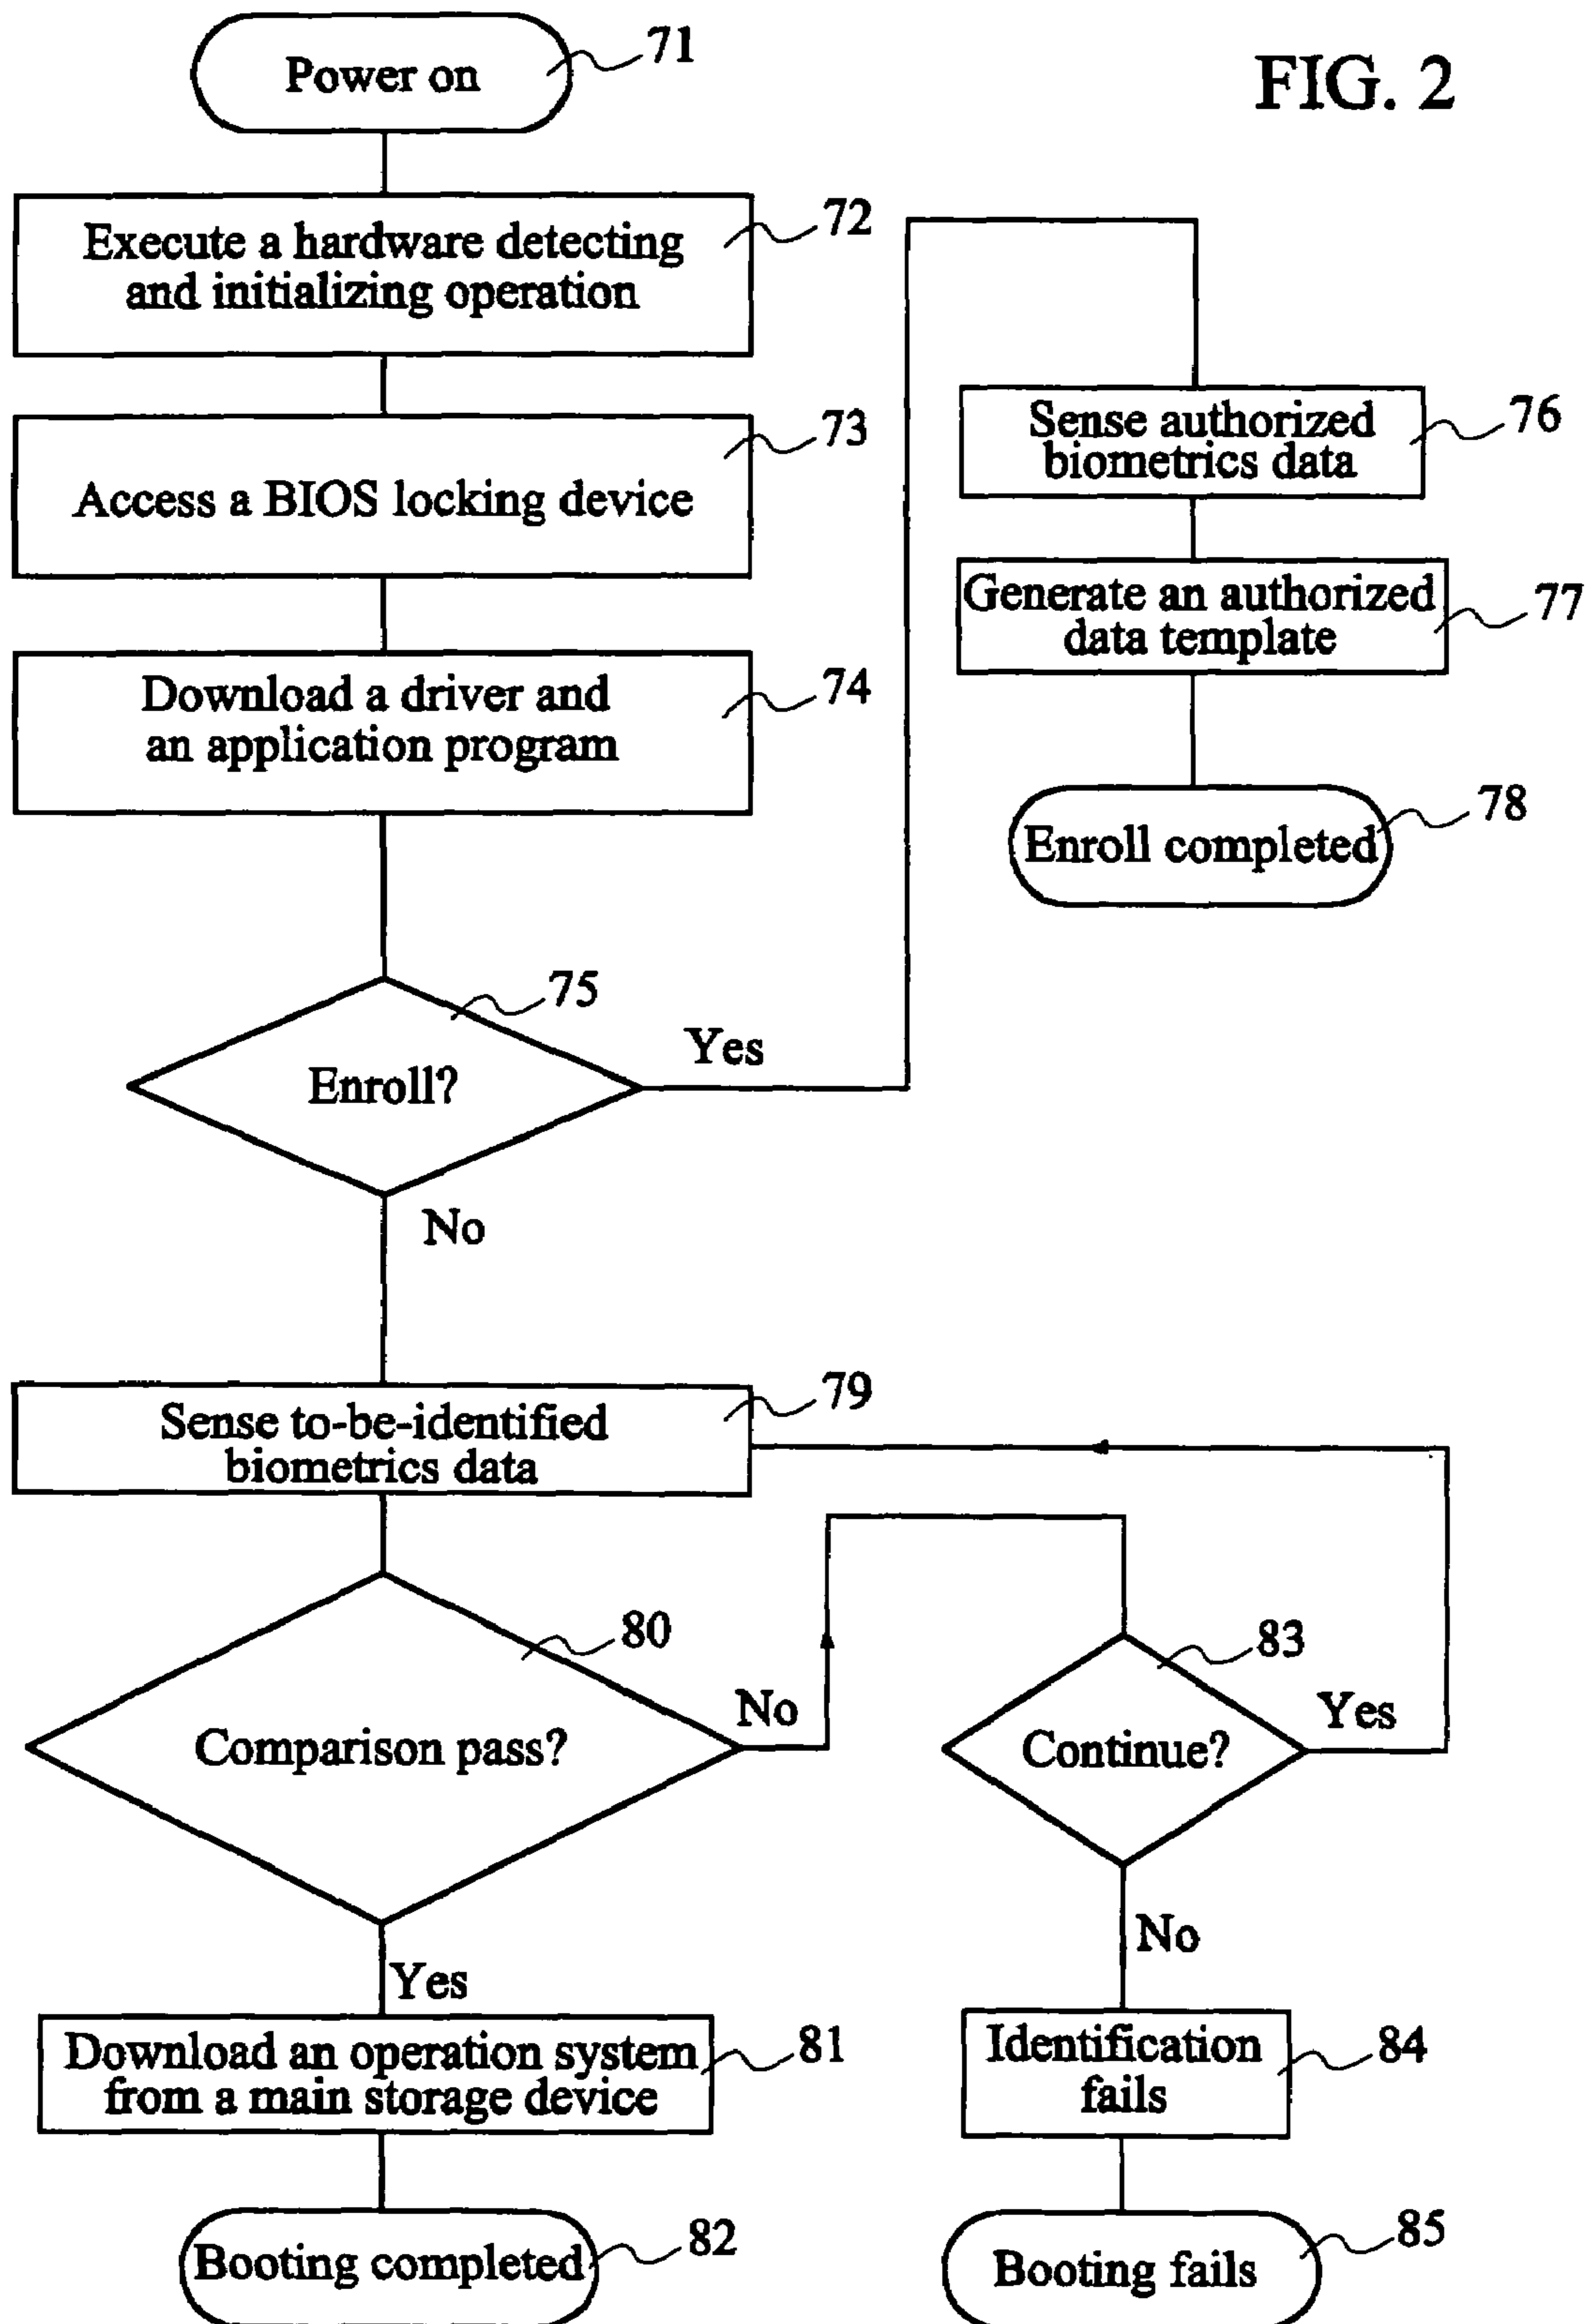 FIG. 2
Power on
71
Execute a hardware detecting
and initializing operation
72
Access a BIOS locking device
73
Download a driver and
an application program
74
Enroll?
75
Yes
No
Sense authorized
biometrics data
76
Generate an authorized
data template
77
Enroll completed
78
Sense to-be-identified
biometrics data
79
Comparison pass?
80
No
Yes
Continue?
83
Yes
No
Download an operation system
from a main storage device
81
Identification
fails
84
Booting completed
82
Booting fails
85